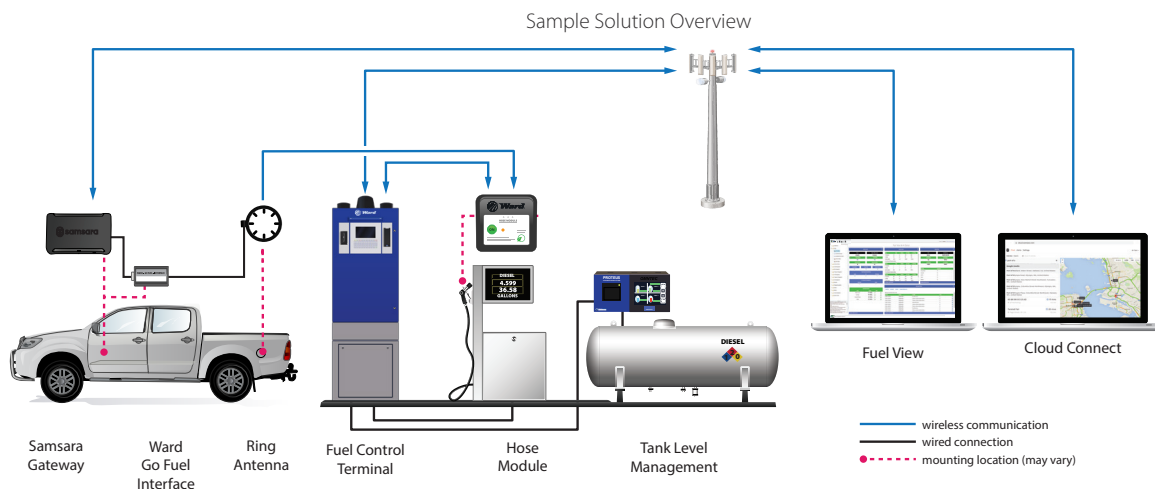 Sample Solution Overview
samsara
Ward
Ward
DIESEL
4.599
36.58
GALLONS
PROTEUS
DIESEL
Fuel View
Cloud Connect
Samsara
Gateway
Ward
Go Fuel
Interface
Ring
Antenna
Fuel Control
Terminal
Hose
Module
Tank Level
Management
wireless communication
wired connection
mounting location (may vary)